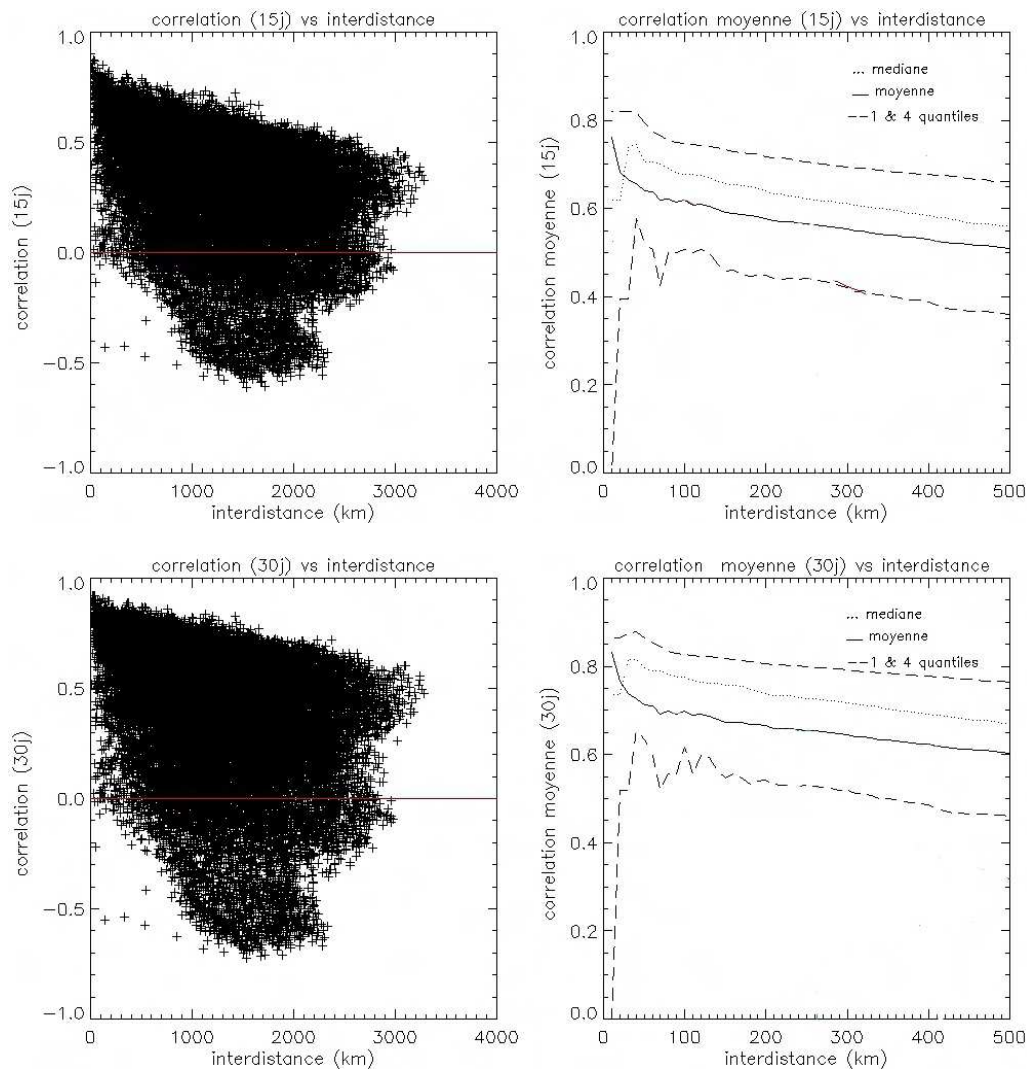 correlation (15j) vs interdistance
1.0
0.5
0.0
-0.5
-1.0
correlation (15j)
0 1000 2000 3000 4000
interdistance (km)
correlation moyenne (15j) vs interdistance
1.0
0.8
0.6
0.4
0.2
0.0
correlation moyenne (15j)
... mediane
— moyenne
-- 1 & 4 quantiles
0 100 200 300 400 500
interdistance (km)
correlation (30j) vs interdistance
1.0
0.5
0.0
-0.5
-1.0
correlation (30j)
0 1000 2000 3000 4000
interdistance (km)
correlation moyenne (30j) vs interdistance
1.0
0.8
0.6
0.4
0.2
0.0
correlation moyenne (30j)
... mediane
— moyenne
-- 1 & 4 quantiles
0 100 200 300 400 500
interdistance (km)